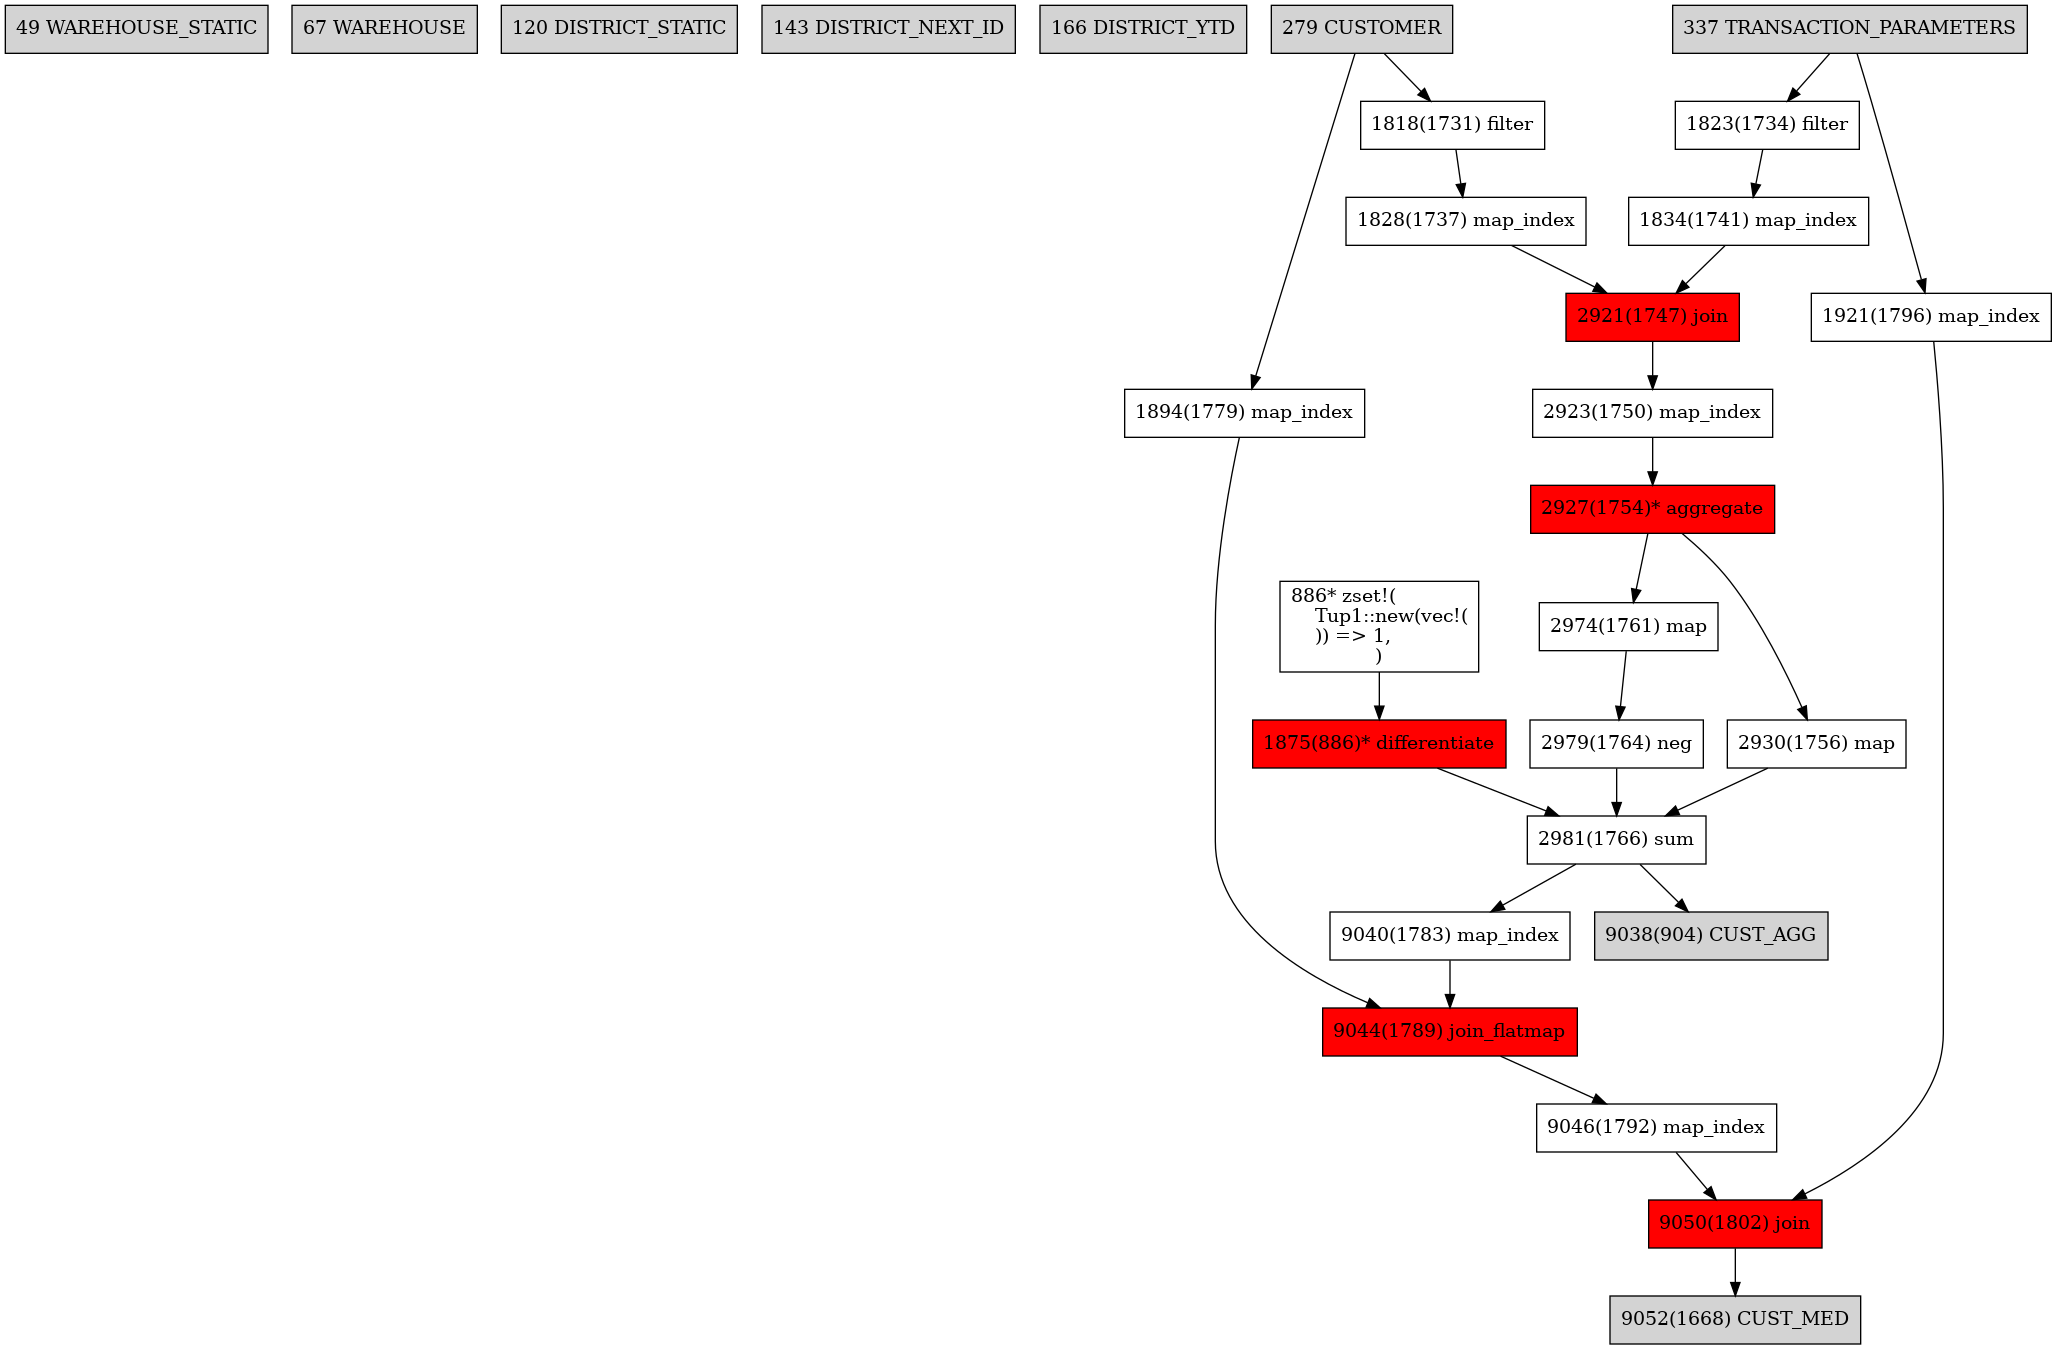 49 WAREHOUSE_STATIC
67 WAREHOUSE
120 DISTRICT_STATIC
143 DISTRICT_NEXT_ID
166 DISTRICT_YTD
279 CUSTOMER
337 TRANSACTION_PARAMETERS
1818(1731) filter
1823(1734) filter
1828(1737) map_index
1834(1741) map_index
2921(1747) join
1921(1796) map_index
1894(1779) map_index
2923(1750) map_index
2927(1754)* aggregate
886* zset!(
Tup1::new(vec!(
)) => 1,
)
2974(1761) map
1875(886)* differentiate
2979(1764) neg
2930(1756) map
2981(1766) sum
9040(1783) map_index
9038(904) CUST_AGG
9044(1789) join_flatmap
9046(1792) map_index
9050(1802) join
9052(1668) CUST_MED